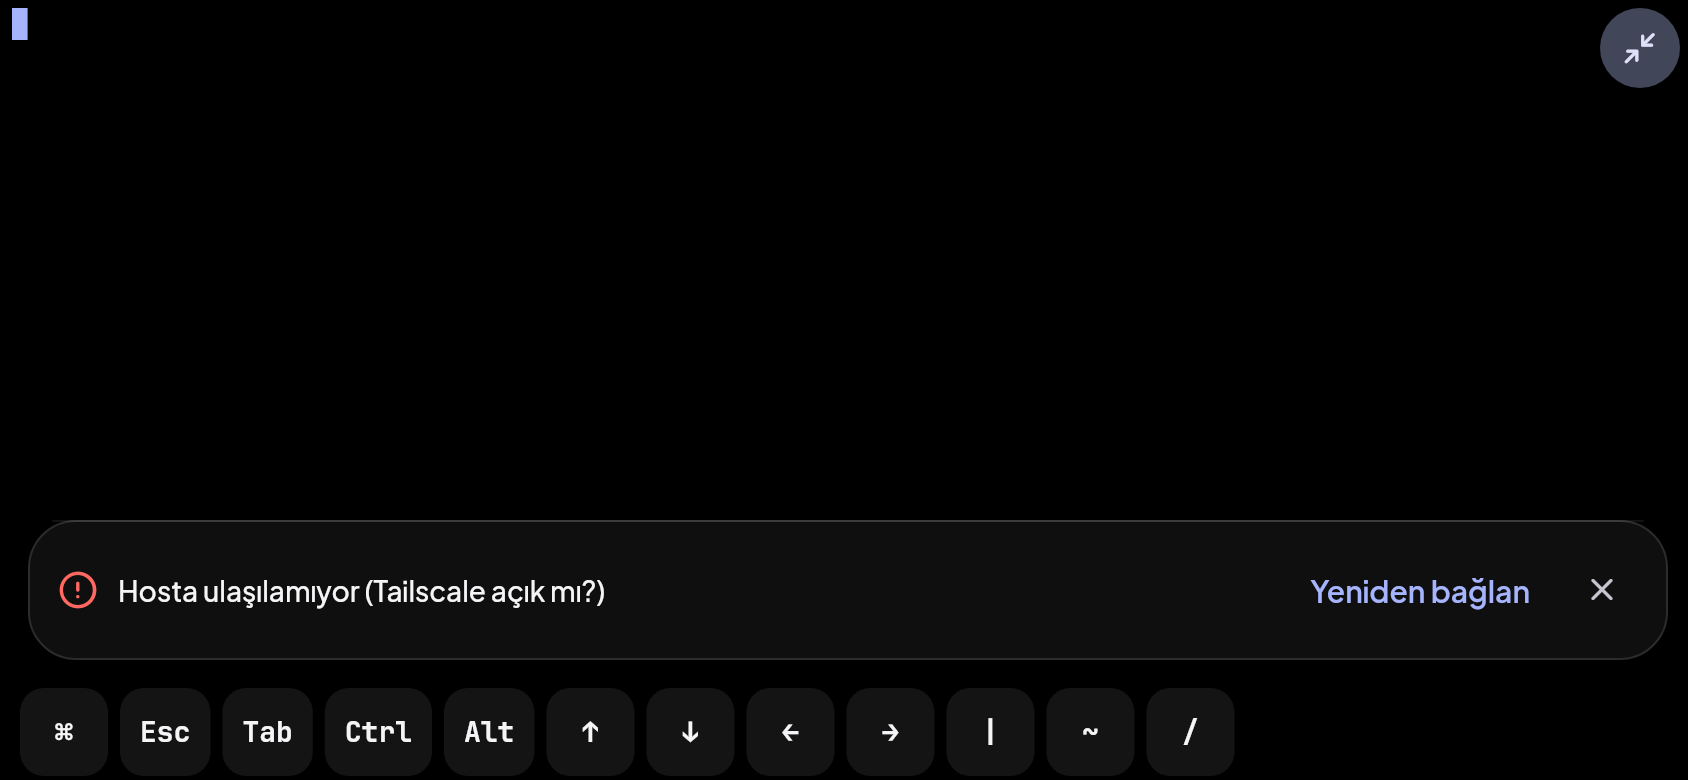 Hosta ulaşılamıyor (Tailscale açık mı?) Yeniden bağlan
⌘ Esc Tab Ctrl Alt ↑ ↓ ← → | ~ /